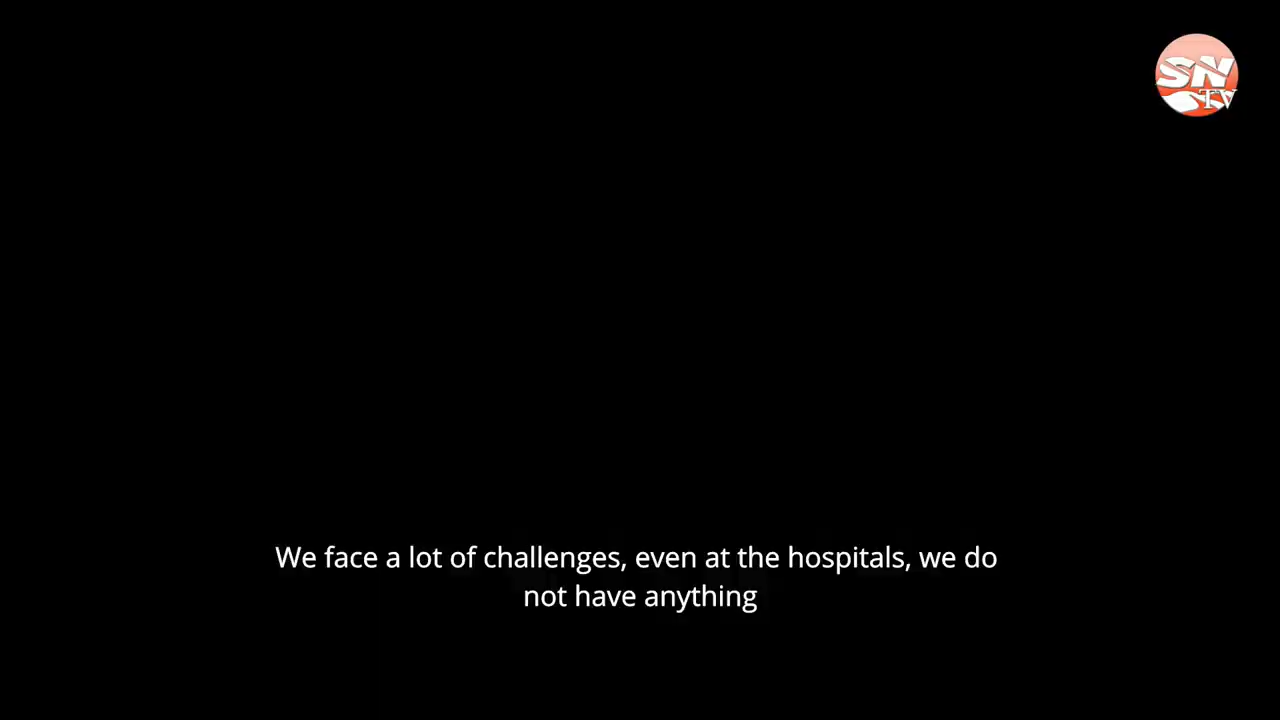 SN
TV
We face a lot of challenges, even at the hospitals, we do
not have anything